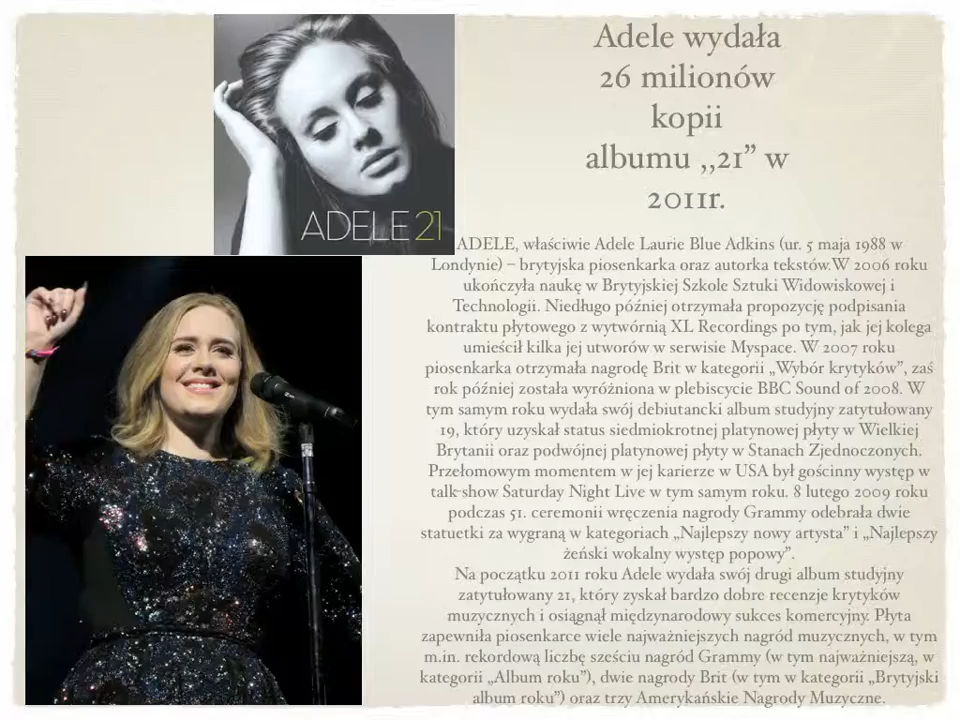 Adele wydała
26 milionów
kopii
albumu ,,21” w
2011r.
ADELE 21
ADELE, właściwie Adele Laurie Blue Adkins (ur. 5 maja 1988 w
Londynie) – brytyjska piosenkarka oraz autorka tekstów.W 2006 roku
ukończyła naukę w Brytyjskiej Szkole Sztuki Widowiskowej i
Technologii. Niedługo później otrzymała propozycję podpisania
kontraktu płytowego z wytwórnią XL Recordings po tym, jak jej kolega
umieścił kilka jej utworów w serwisie Myspace. W 2007 roku
piosenkarka otrzymała nagrodę Brit w kategorii „Wybór krytyków”, zaś
rok później została wyróżniona w plebiscycie BBC Sound of 2008. W
tym samym roku wydała swój debiutancki album studyjny zatytułowany
19, który uzyskał status siedmiokrotnej platynowej płyty w Wielkiej
Brytanii oraz podwójnej platynowej płyty w Stanach Zjednoczonych.
Przełomowym momentem w jej karierze w USA był gościnny występ w
talk-show Saturday Night Live w tym samym roku. 8 lutego 2009 roku
podczas 51. ceremonii wręczenia nagrody Grammy odebrała dwie
statuetki za wygraną w kategoriach „Najlepszy nowy artysta” i „Najlepszy
żeński wokalny występ popowy”.
Na początku 2011 roku Adele wydała swój drugi album studyjny
zatytułowany 21, który zyskał bardzo dobre recenzje krytyków
muzycznych i osiągnął międzynarodowy sukces komercyjny. Płyta
zapewniła piosenkarce wiele najważniejszych nagród muzycznych, w tym
m.in. rekordową liczbę sześciu nagród Grammy (w tym najważniejszą, w
kategorii „Album roku”), dwie nagrody Brit (w tym w kategorii „Brytyjski
album roku”) oraz trzy Amerykańskie Nagrody Muzyczne.